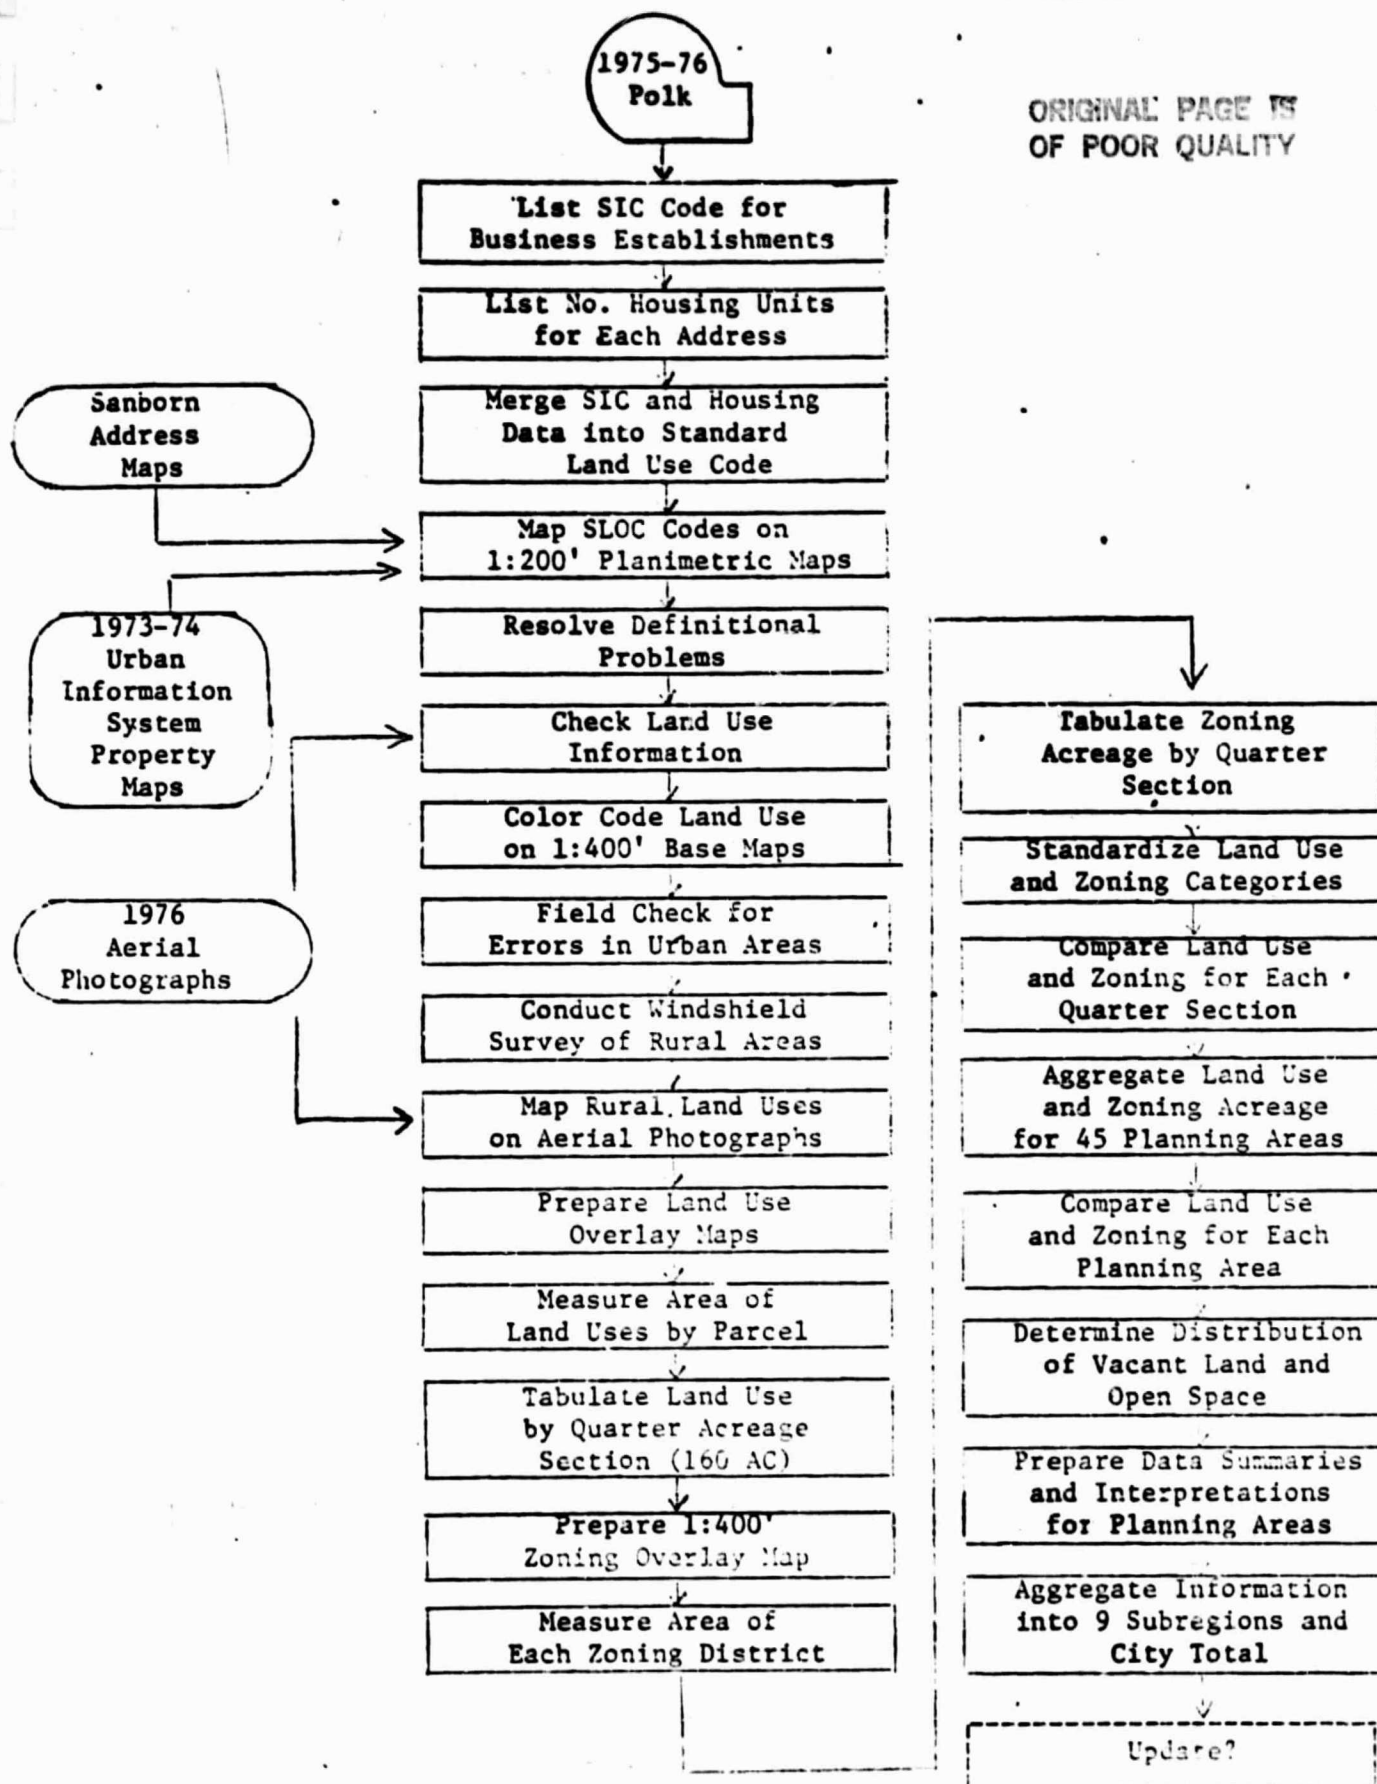 1975-76
Polk
ORIGINAL PAGE IS
OF POOR QUALITY
List SIC Code for
Business Establishments
List No. Housing Units
for Each Address
Merge SIC and Housing
Data into Standard
Land Use Code
Sanborn
Address
Maps
Map SLOC Codes on
1:200' Planimetric Maps
1973-74
Urban
Information
System
Property
Maps
Resolve Definitional
Problems
Check Land Use
Information
Color Code Land Use
on 1:400' Base Maps
1976
Aerial
Photographs
Field Check for
Errors in Urban Areas
Conduct Windshield
Survey of Rural Areas
Map Rural Land Uses
on Aerial Photographs
Prepare Land Use
Overlay Maps
Measure Area of
Land Uses by Parcel
Tabulate Land Use
by Quarter Acreage
Section (160 AC)
Prepare 1:400'
Zoning Overlay Map
Measure Area of
Each Zoning District
Tabulate Zoning
Acreage by Quarter
Section
Standardize Land Use
and Zoning Categories
Compare Land Use
and Zoning for Each
Quarter Section
Aggregate Land Use
and Zoning Acreage
for 45 Planning Areas
Compare Land Use
and Zoning for Each
Planning Area
Determine Distribution
of Vacant Land and
Open Space
Prepare Data Summaries
and Interpretations
for Planning Areas
Aggregate Information
into 9 Subregions and
City Total
Update?